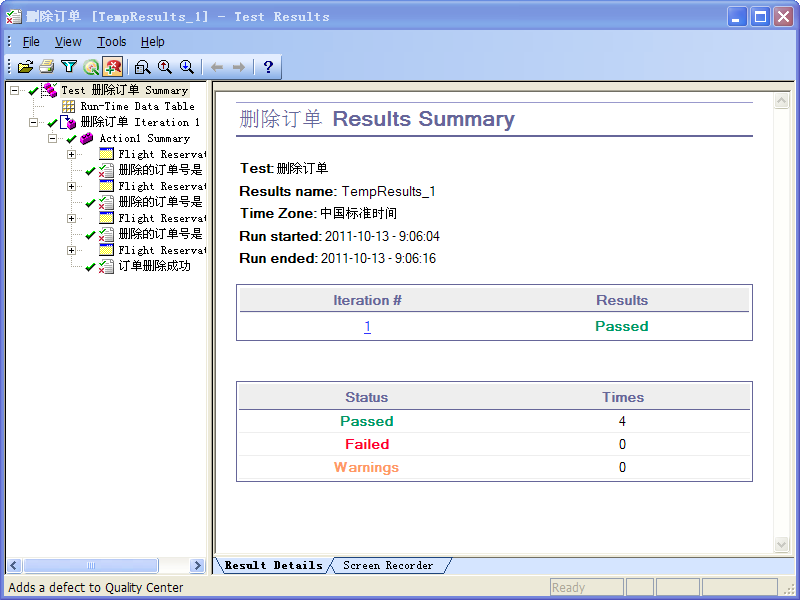 删除订单 [TempResults_1] - Test Results
File View Tools Help
Test 删除订单 Summary
Run-Time Data Table
删除订单 Iteration 1
Action1 Summary
Flight Reservat
删除的订单号是
Flight Reservat
删除的订单号是
Flight Reservat
删除的订单号是
Flight Reservat
订单删除成功
删除订单 Results Summary
Test: 删除订单
Results name: TempResults_1
Time Zone: 中国标准时间
Run started: 2011-10-13 - 9:06:04
Run ended: 2011-10-13 - 9:06:16
Iteration # Results
1 Passed
Status Times
Passed 4
Failed 0
Warnings 0
Result Details Screen Recorder
Adds a defect to Quality Center Ready